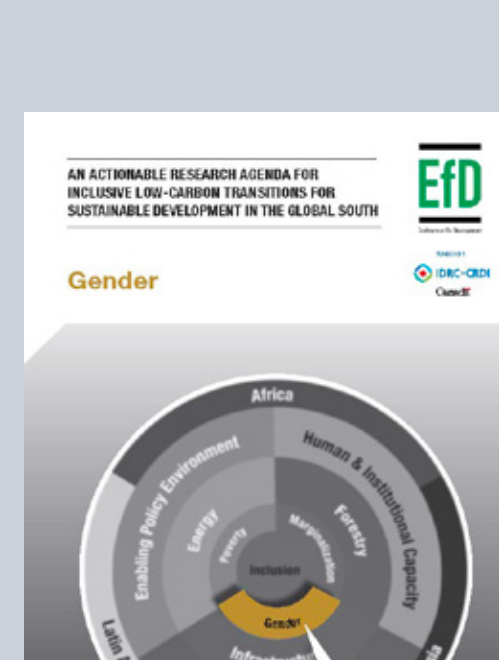 AN ACTIONABLE RESEARCH AGENDA FOR
INCLUSIVE LOW-CARBON TRANSITIONS FOR
SUSTAINABLE DEVELOPMENT IN THE GLOBAL SOUTH
EfD
IDRC·CRDI
Canada
Gender
Africa
Enabling Policy Environment
Human & Institutional Capacity
Energy
Forestry
Poverty
Marginalization
Inclusion
Gender
Latin